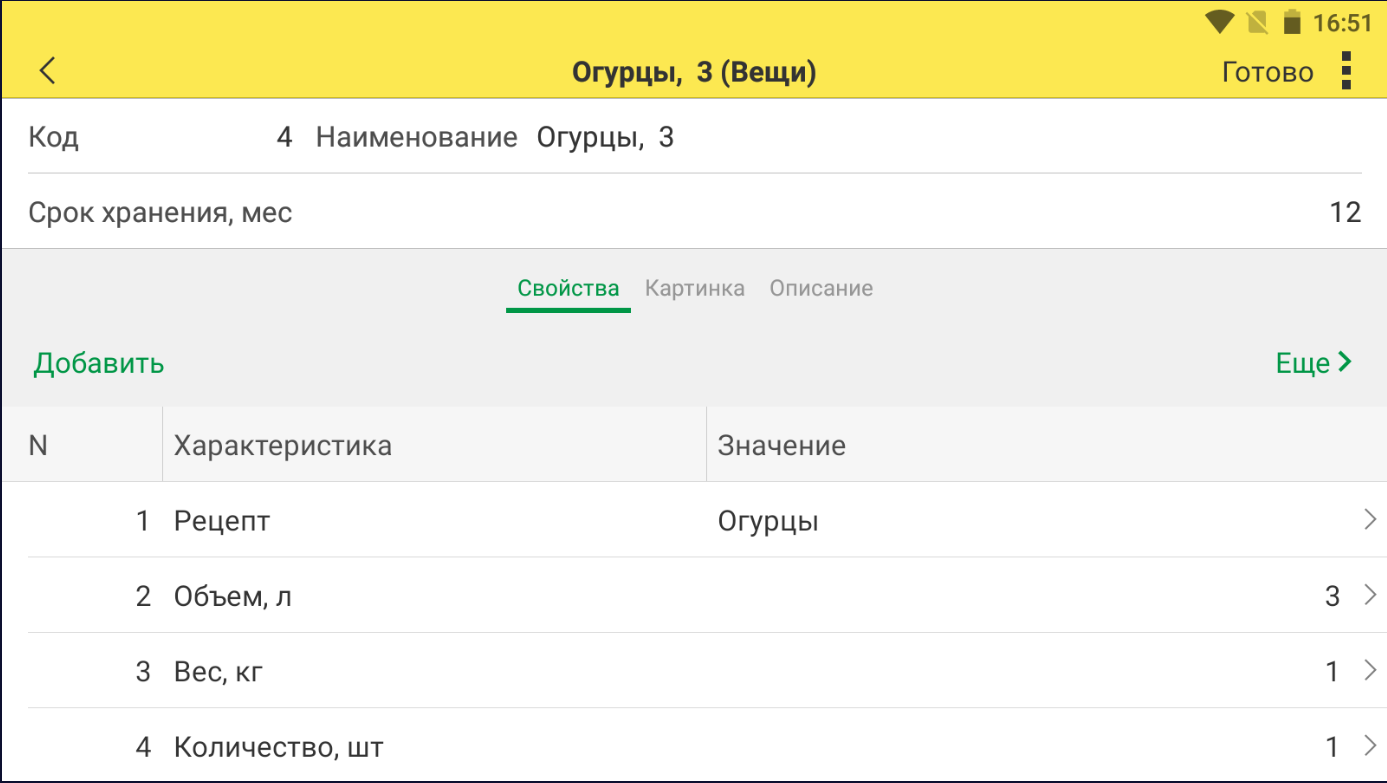 16:51
Огурцы, 3 (Вещи) Готово
Код 4 Наименование Огурцы, 3
Срок хранения, мес 12
Свойства Картинка Описание
Добавить Еще
N Характеристика Значение
1 Рецепт Огурцы
2 Объем, л 3
3 Вес, кг 1
4 Количество, шт 1